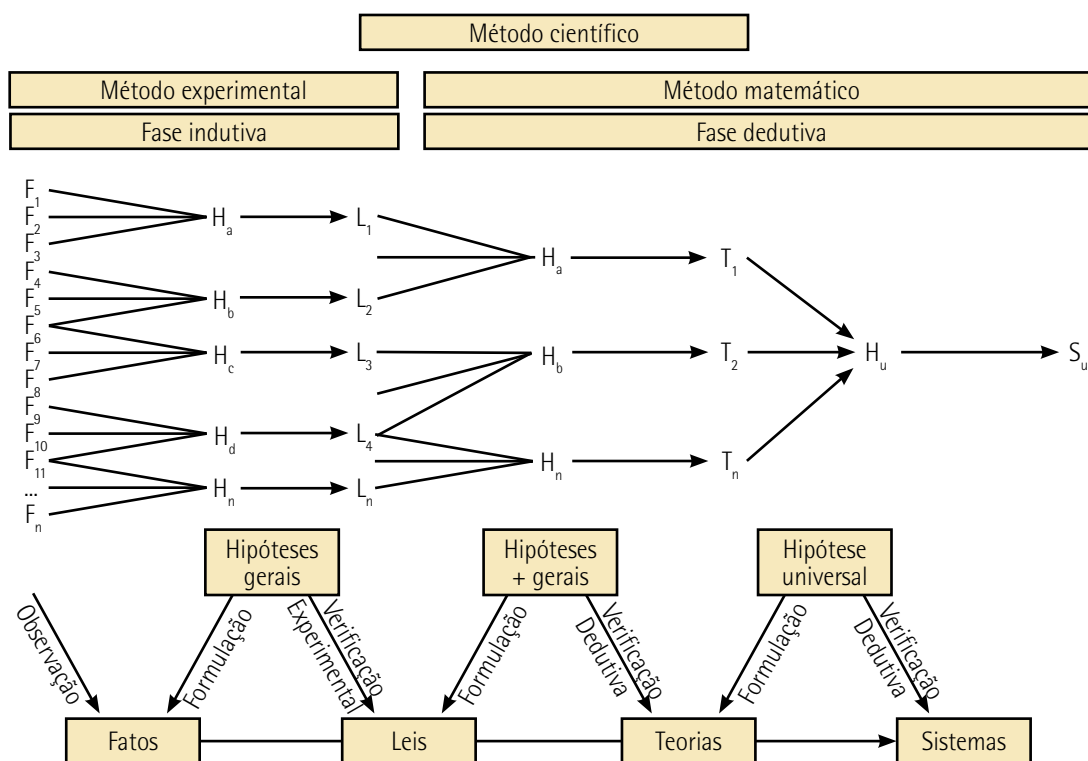 Método científico
Método experimental Método matemático
Fase indutiva Fase dedutiva
F1
F2 Ha L1
F3
Ha T1
F4
F5 Hb L2
F6
F7 Hc L3 Hb T2 Hu Su
F8
F9
F10 Hd L4
F11 Hn Tn
... Hn Ln
Fn
Hipóteses gerais
Hipóteses + gerais
Hipótese universal
Observação
Formulação
Verificação Experimental
Formulação
Verificação Dedutiva
Formulação
Verificação Dedutiva
Fatos Leis Teorias Sistemas